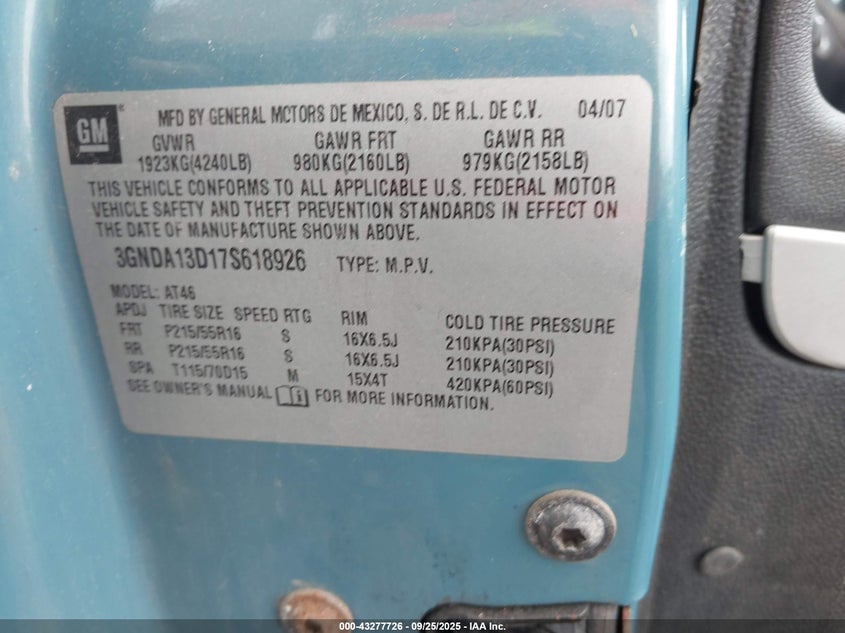 GM
MFD BY GENERAL MOTORS DE MEXICO, S. DE R.L. DE C.V. 04/07
GVWR GAWR FRT GAWR RR
1923KG(4240LB) 980KG(2160LB) 979KG(2158LB)
THIS VEHICLE CONFORMS TO ALL APPLICABLE U.S. FEDERAL MOTOR
VEHICLE SAFETY AND THEFT PREVENTION STANDARDS IN EFFECT ON
THE DATE OF MANUFACTURE SHOWN ABOVE.
3GNDA13D17S618926 TYPE: M.P.V.
MODEL: AT46
APDJ TIRE SIZE SPEED RTG RIM COLD TIRE PRESSURE
FRT P215/55R16 S 16X6.5J 210KPA(30PSI)
RR P215/55R16 S 16X6.5J 210KPA(30PSI)
SPA T115/70D15 M 15X4T 420KPA(60PSI)
SEE OWNER'S MANUAL i FOR MORE INFORMATION.
000-43277726 - 09/25/2025 - IAA Inc.